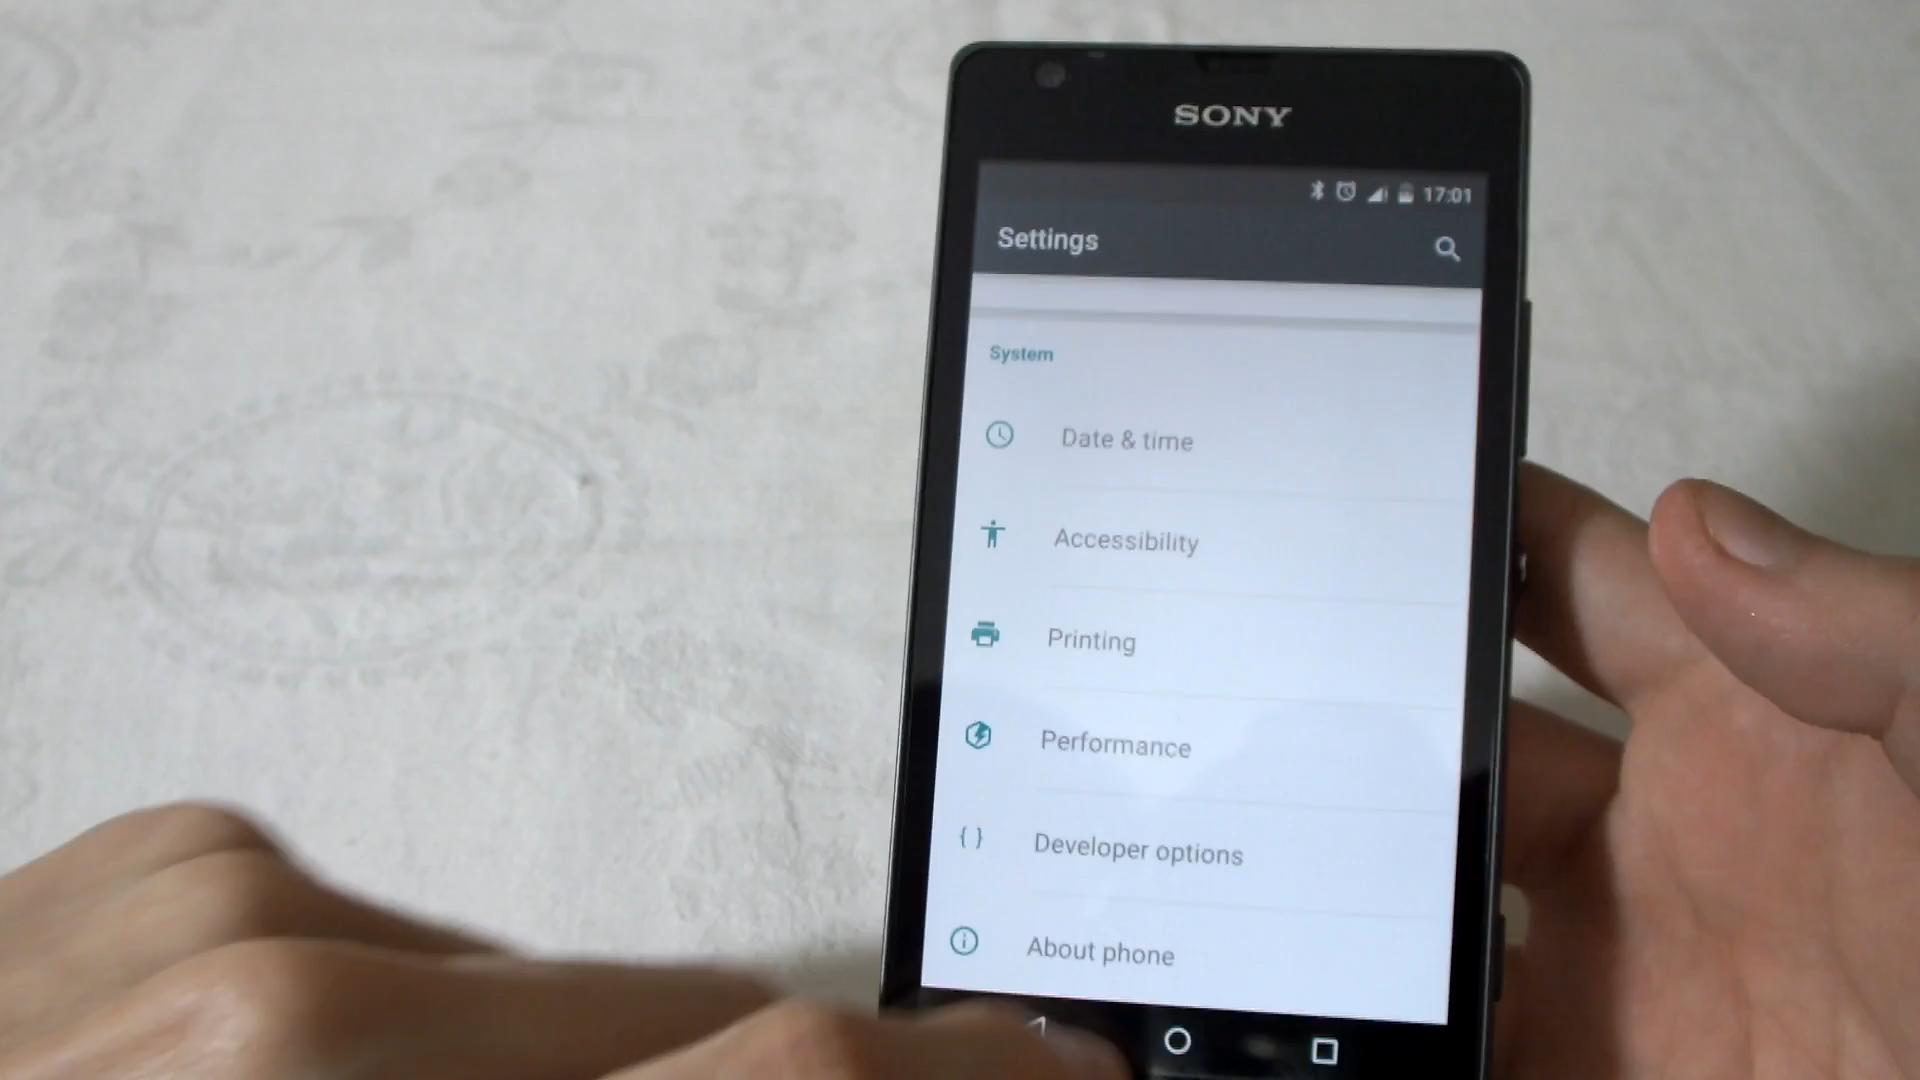 SONY
17:01
Settings
System
Date & time
Accessibility
Printing
Performance
{ } Developer options
About phone